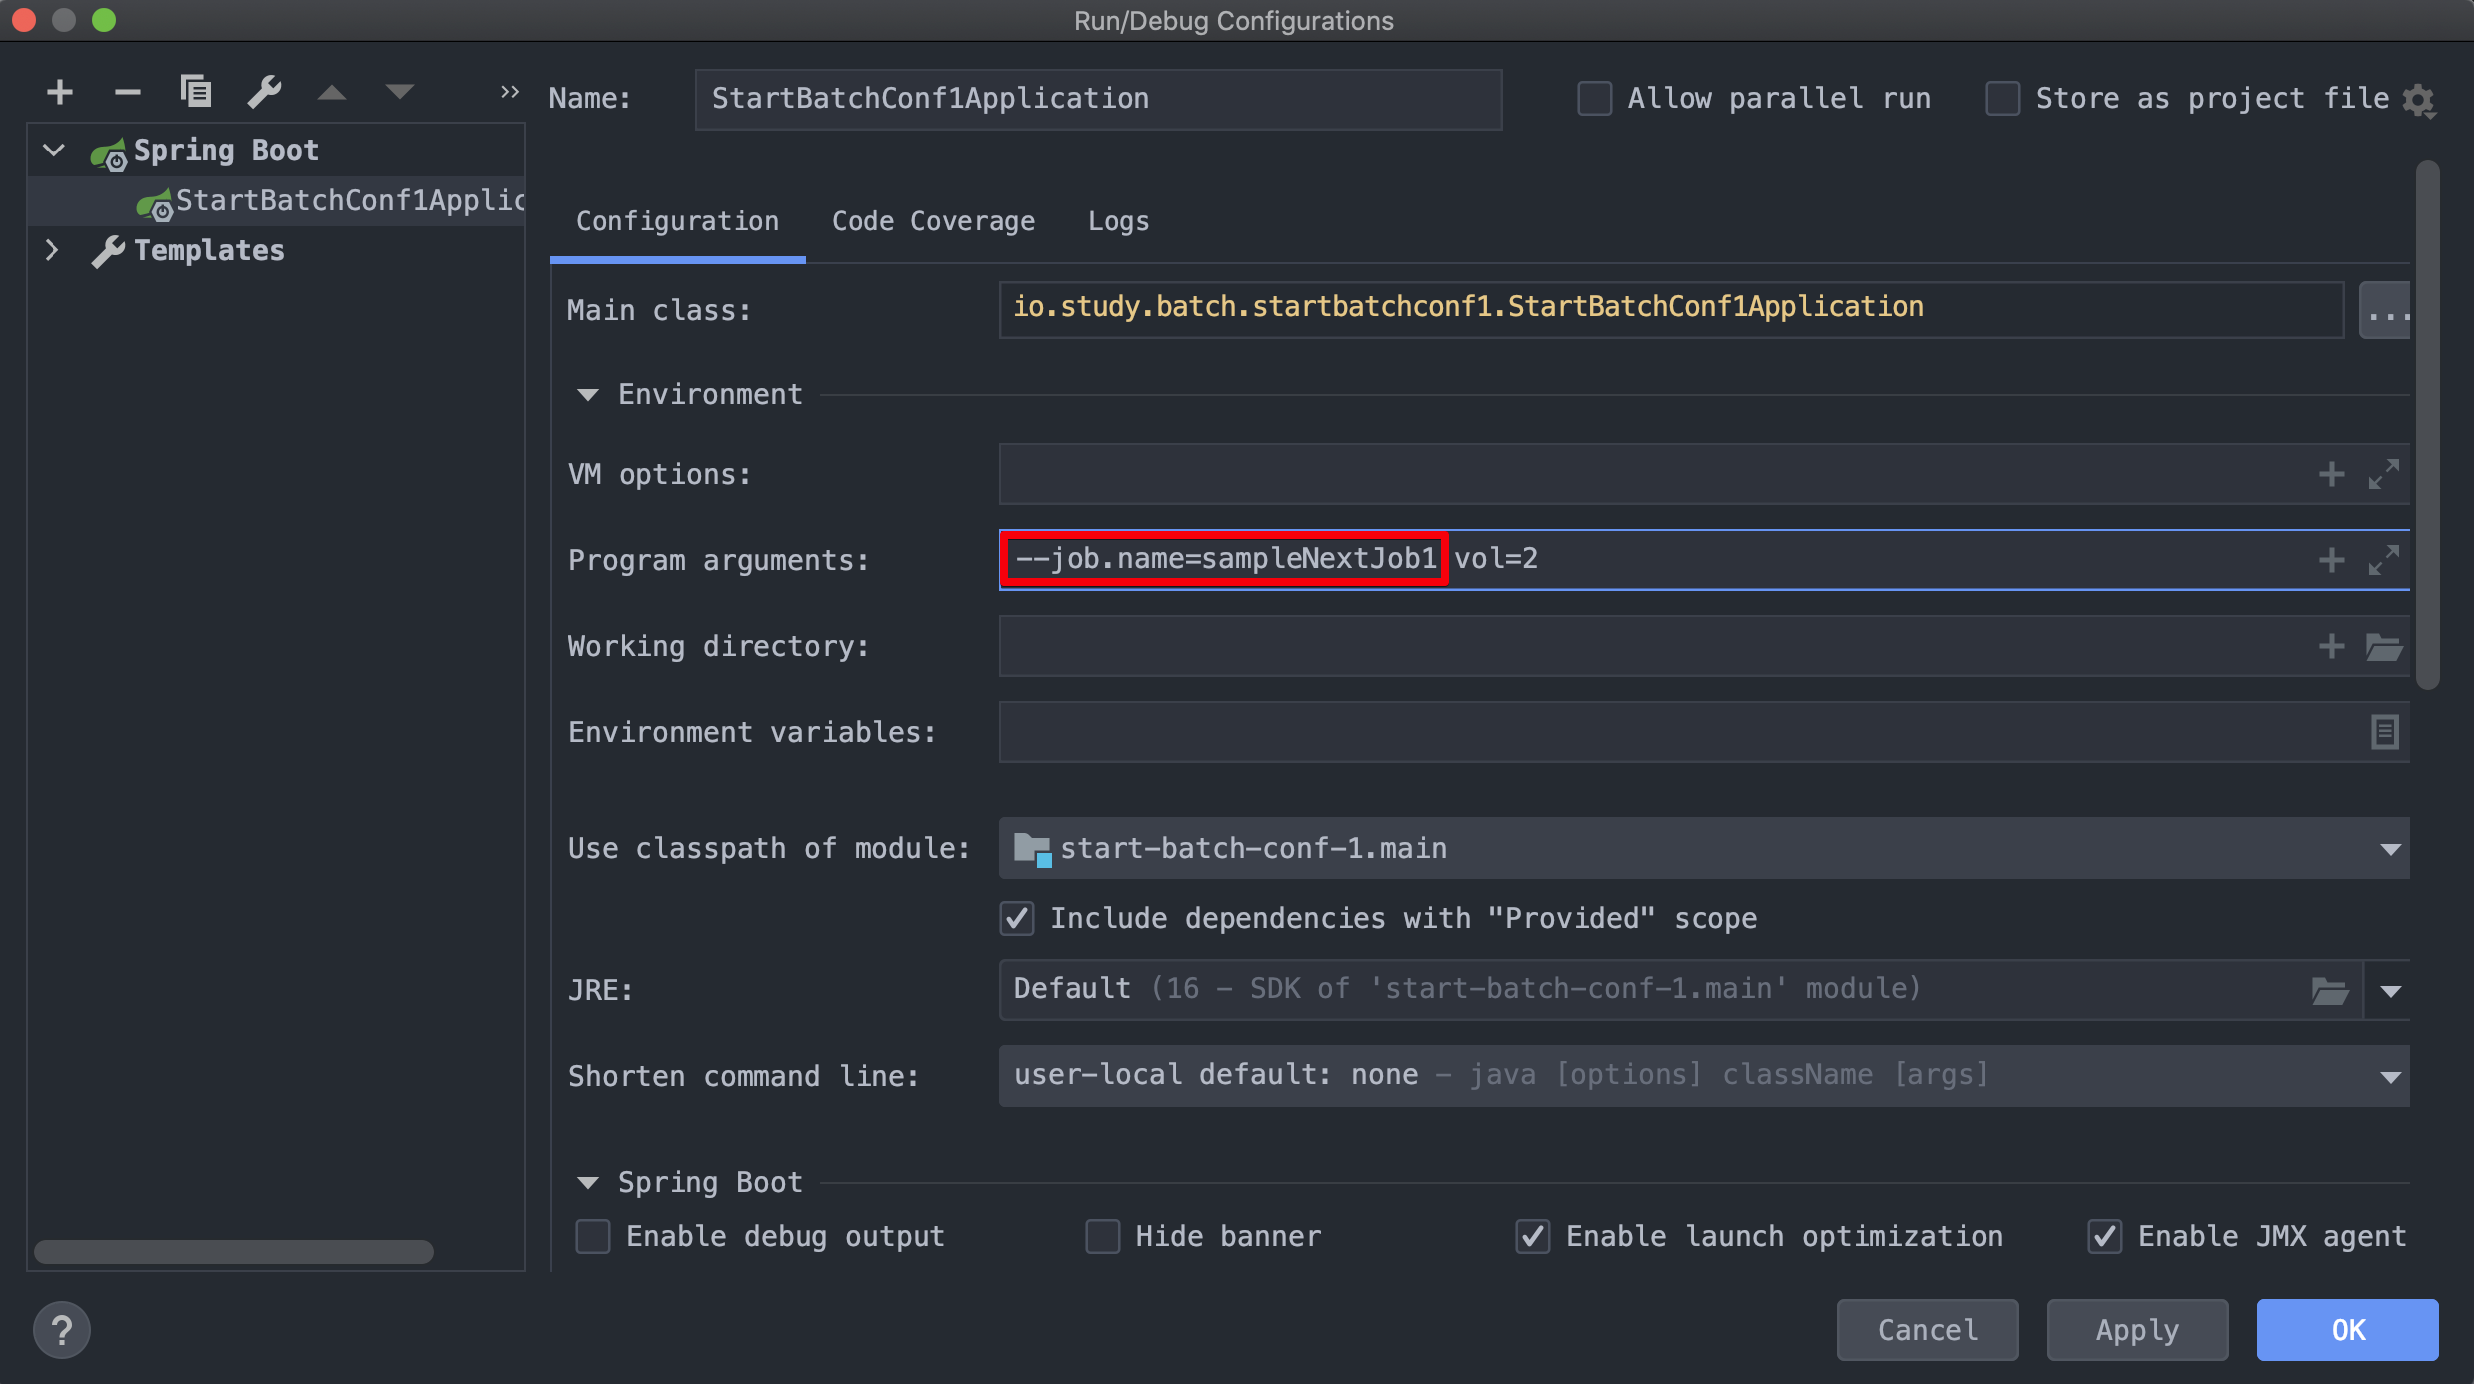 Run/Debug Configurations
Name: StartBatchConf1Application Allow parallel run Store as project file
Spring Boot
StartBatchConf1Applic
Templates
Configuration Code Coverage Logs
Main class: io.study.batch.startbatchconf1.StartBatchConf1Application ...
Environment
VM options:
Program arguments: --job.name=sampleNextJob1 vol=2
Working directory:
Environment variables:
Use classpath of module: start-batch-conf-1.main
Include dependencies with "Provided" scope
JRE: Default (16 - SDK of 'start-batch-conf-1.main' module)
Shorten command line: user-local default: none - java [options] className [args]
Spring Boot
Enable debug output Hide banner Enable launch optimization Enable JMX agent
? Cancel Apply OK